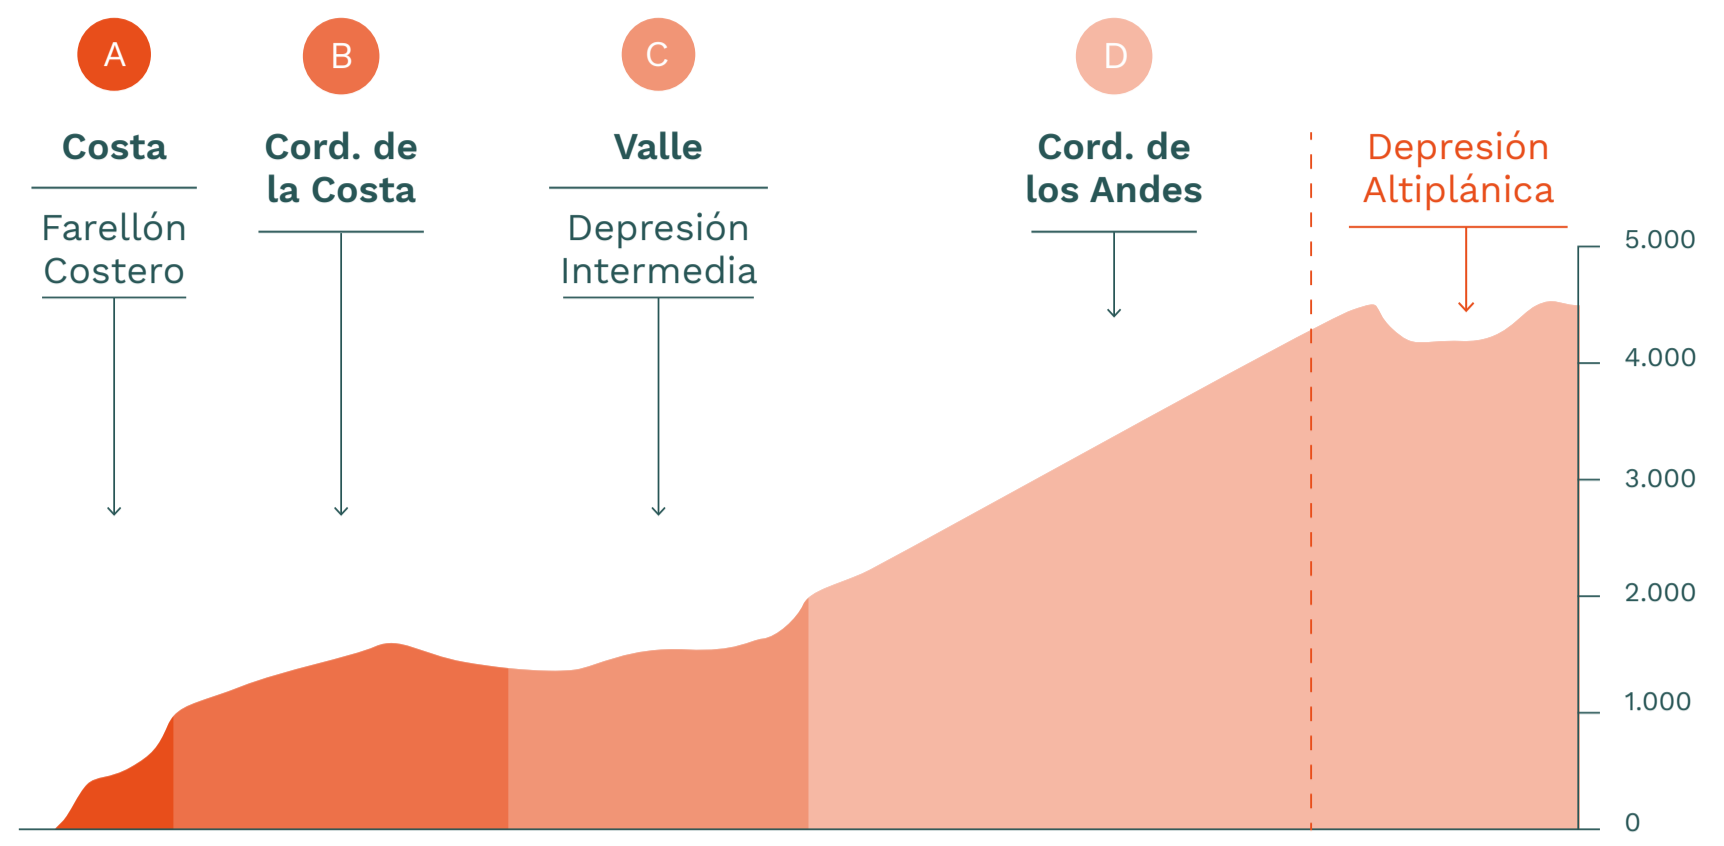 A
B
C
D
Costa
Farellón
Costero
Cord. de
la Costa
Valle
Depresión
Intermedia
Cord. de
los Andes
Depresión
Altiplánica
5.000
4.000
3.000
2.000
1.000
0